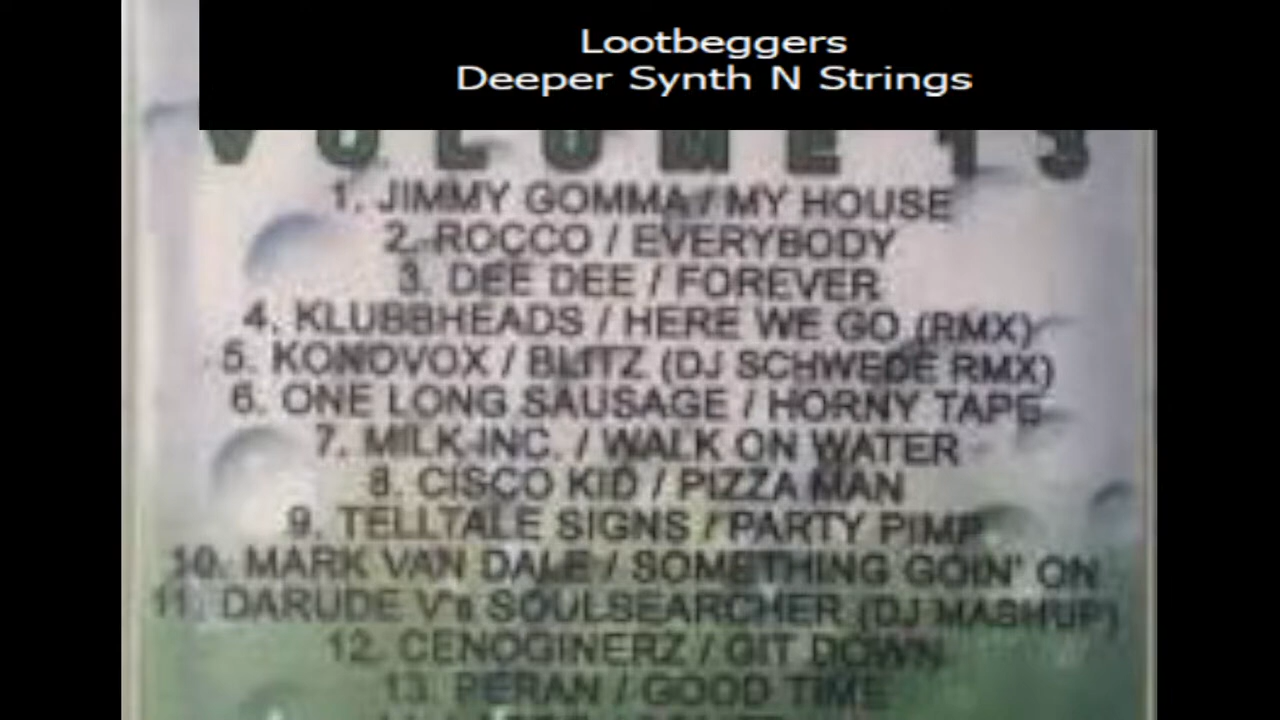 Lootbeggers
Deeper Synth N Strings
VOLUME 13
1. JIMMY GOMMA / MY HOUSE
2. ROCCO / EVERYBODY
3. DEE DEE / FOREVER
4. KLUBBHEADS / HERE WE GO (RMX)
5. KONOVOX / BLITZ (DJ SCHWEDE RMX)
6. ONE LONG SAUSAGE / HORNY TAPE
7. MILK INC. / WALK ON WATER
8. CISCO KID / PIZZA MAN
9. TELLTALE SIGNS / PARTY PIMP
10. MARK VAN DALE / SOMETHING GOIN' ON
11. DARUDE V's SOULSEARCHER (DJ MASHUP)
12. CENOGINERZ / GIT DOWN
13. PERAN / GOOD TIME